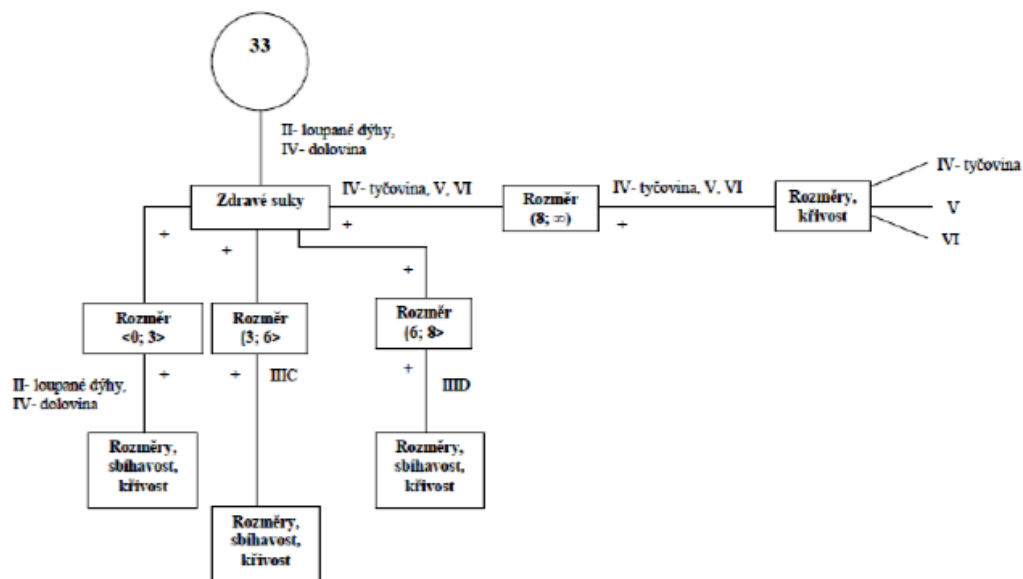 33
II- loupané dýhy,
IV- dolovina
Zdravé suky
IV- tyčovina, V, VI
+
Rozměr
(8; ∞)
IV- tyčovina, V, VI
+
Rozměry,
křivost
IV- tyčovina
V
VI
+
+
+
Rozměr
<0; 3>
Rozměr
(3; 6>
Rozměr
(6; 8>
II- loupané dýhy,
IV- dolovina
+
+
IIIC
+
IIID
Rozměry,
sbíhavost,
křivost
Rozměry,
sbíhavost,
křivost
Rozměry,
sbíhavost,
křivost